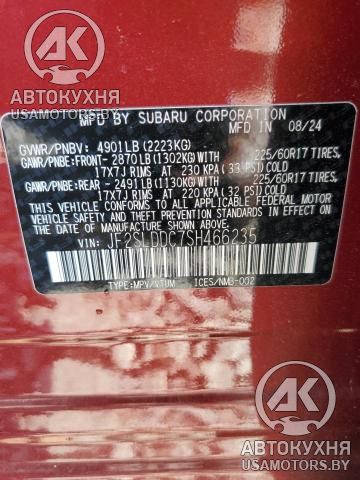 АК
АВТОКУХНЯ
USAMOTORS.BY
MFD BY SUBARU CORPORATION
GVWR/PNBV: 4901LB (2223KG) MFD IN 08/24
GAWR/PNBE:FRONT- 2870LB (1302KG)WITH 225/60R17 TIRES,
17X7J RIMS AT 230 KPA ( 33 PSI) COLD
GAWR/PNBE:REAR - 2491LB (1130KG)WITH 225/60R17 TIRES,
17X7J RIMS AT 220 KPA ( 32 PSI) COLD
THIS VEHICLE CONFORMS TO ALL APPLICABLE
FEDERAL MOTOR VEHICLE SAFETY, BUMPER, AND
THEFT PREVENTION STANDARDS IN EFFECT ON THE
DATE OF MANUFACTURE SHOWN ABOVE.
VIN: JF2SLDDC7SH466235
TYPE:MPV/VTUM ICES/NMB-002
АК
АВТОКУХНЯ
USAMOTORS.BY